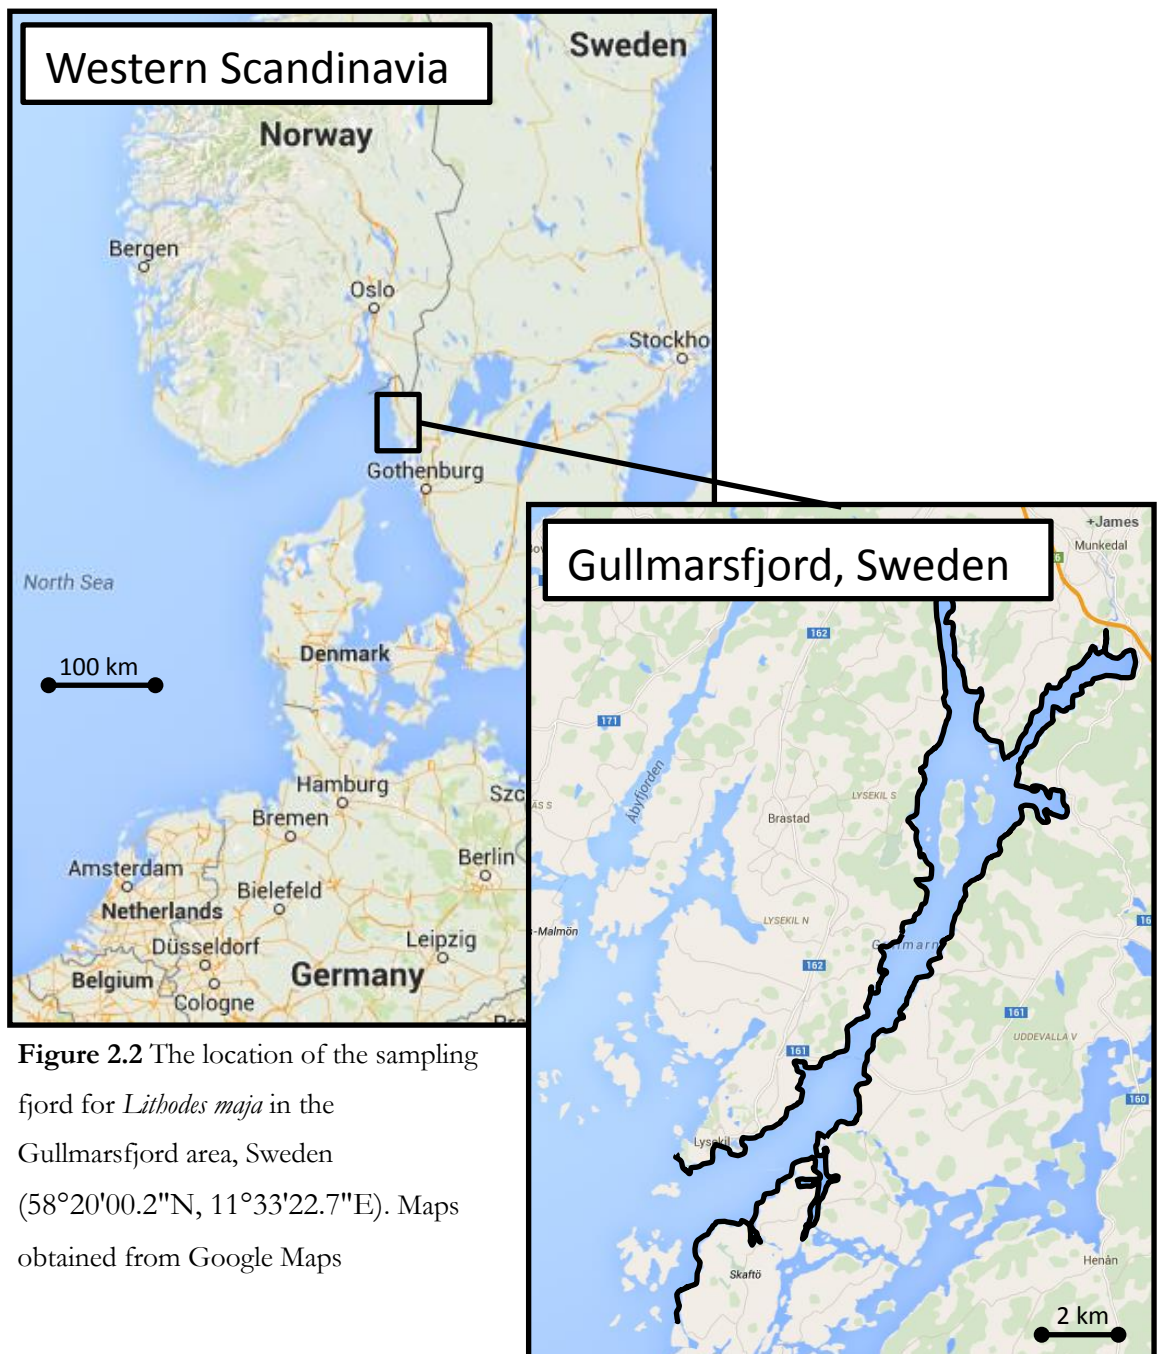 Western Scandinavia
Sweden
Norway
Bergen
Oslo
Stockho
Gothenburg
North Sea
100 km
Denmark
Hamburg
Szc
Bremen
Berlin
Amsterdam
Bielefeld
Netherlands
Düsseldorf
Leipzig
Belgium
Germany
Cologne
Gullmarsfjord, Sweden
+James
Munkedal
6
162
171
Åbyfjorden
ÄS S
LYSEKIL S
Brastad
LYSEKIL N
s-Malmön
16
162
161
UDDEVALLA V
161
160
Lysekil
Henån
Skaftö
2 km
Figure 2.2 The location of the sampling
fjord for Lithodes maja in the
Gullmarsfjord area, Sweden
(58°20'00.2"N, 11°33'22.7"E). Maps
obtained from Google Maps